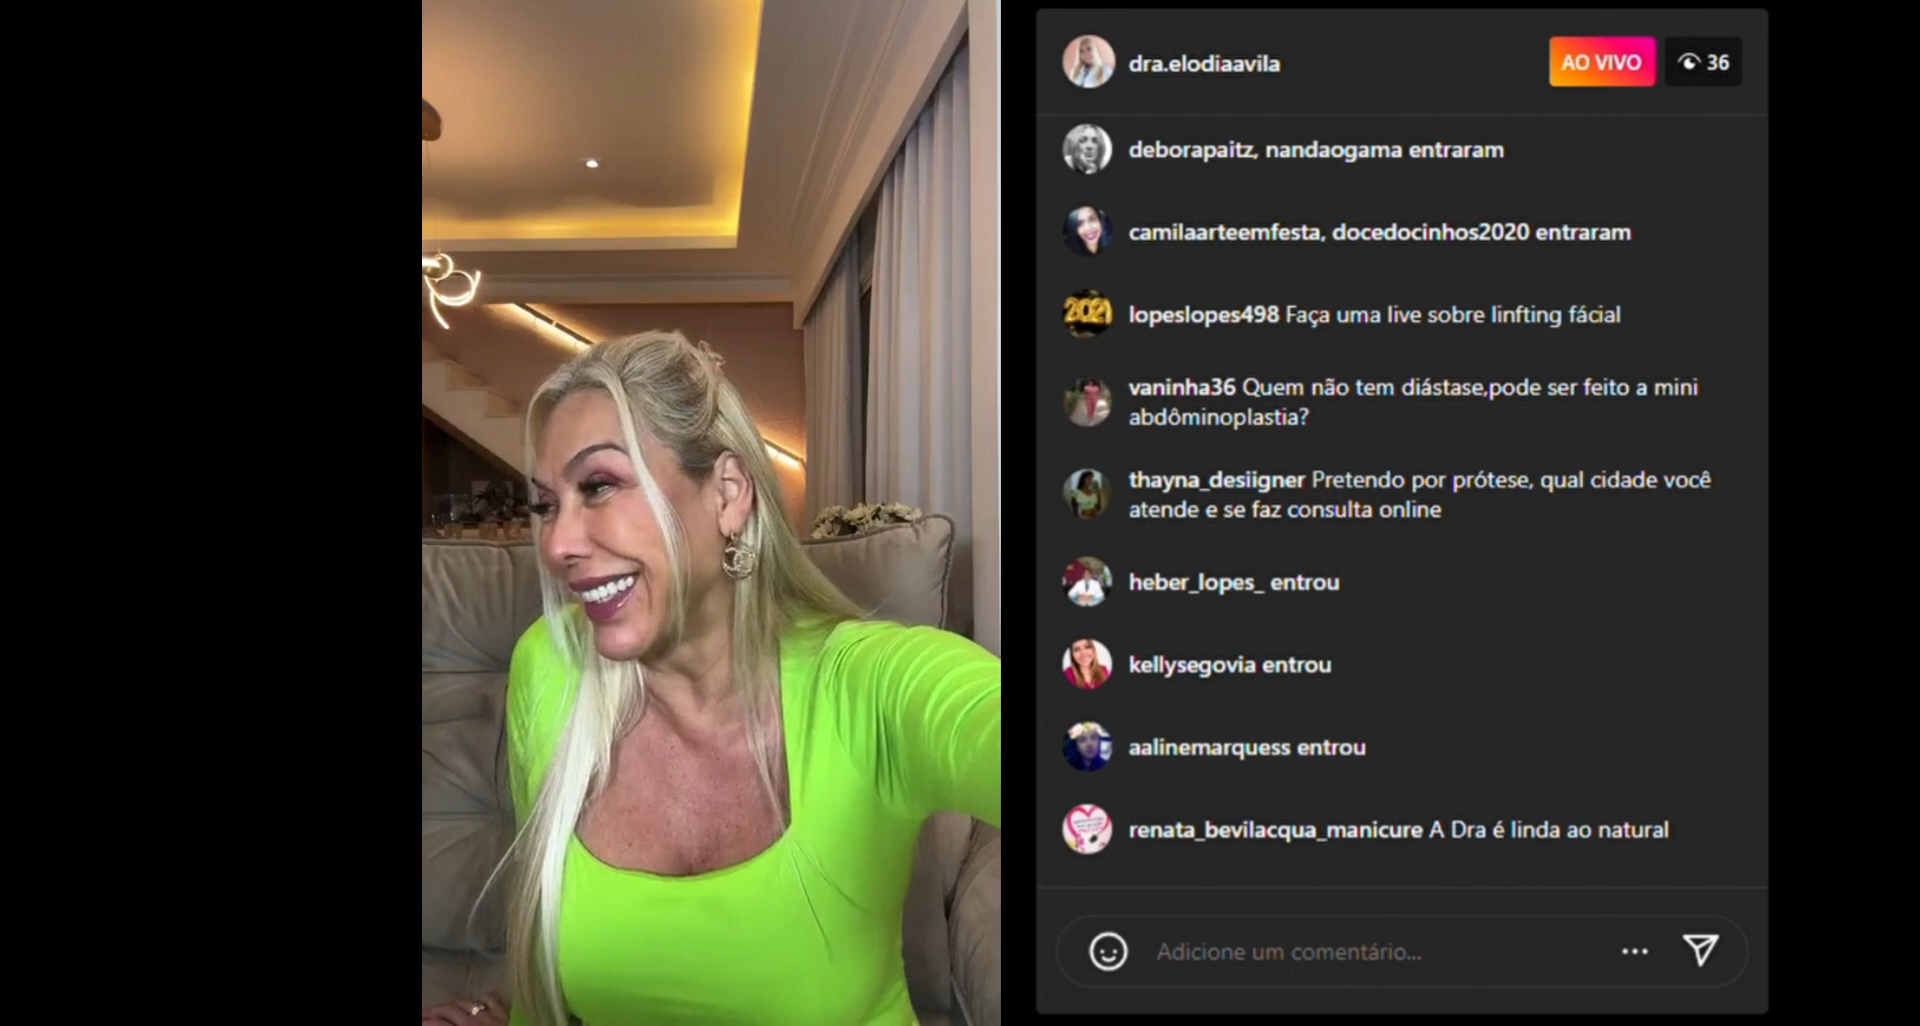 dra.elodiaavila
AO VIVO
36
deborapaitz, nandaogama entraram
camilaarteemfesta, docedocinhos2020 entraram
2021
lopeslopes498 Faça uma live sobre linfting fácial
vaninha36 Quem não tem diástase,pode ser feito a mini
abdôminoplastia?
thayna_desiigner Pretendo por prótese, qual cidade você
atende e se faz consulta online
heber_lopes_ entrou
kellysegovia entrou
aalinemarquess entrou
renata_bevilacqua_manicure A Dra é linda ao natural
Adicione um comentário...